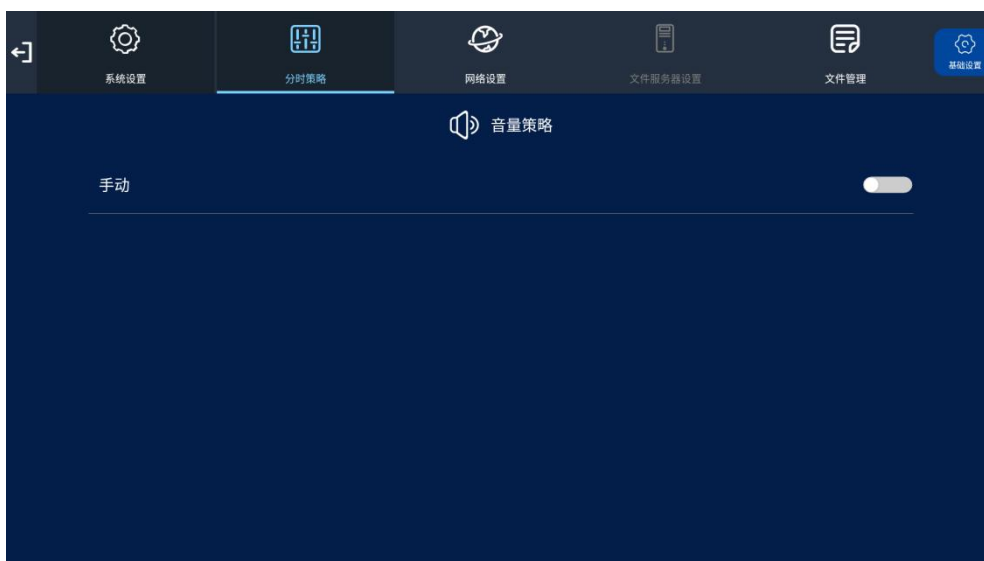 系统设置
分时策略
网络设置
文件服务器设置
文件管理
基础设置
音量策略
手动